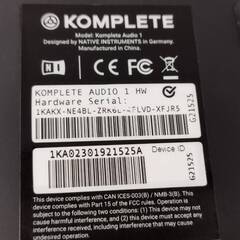 KOMPLETE
Model: Komplete Audio 1
Designed by NATIVE INSTRUMENTS in Germany.
Manufactured in China.
FC CE
KOMPLETE AUDIO 1 HW
Hardware Serial:
1KAKX-NE4BL-ZRK6L- -XFJR5
G21525
1KA02301921525A
Device ID
G21525
This device complies with CAN ICES-003(B) / NMB-3(B). This device
complies with Part 15 of the FCC rules. Operation is subject to the
following two conditions: (1) This device may not cause
harmful interference, and (2) this device must accept any
interference received, including interference that may cause
undesired operation.